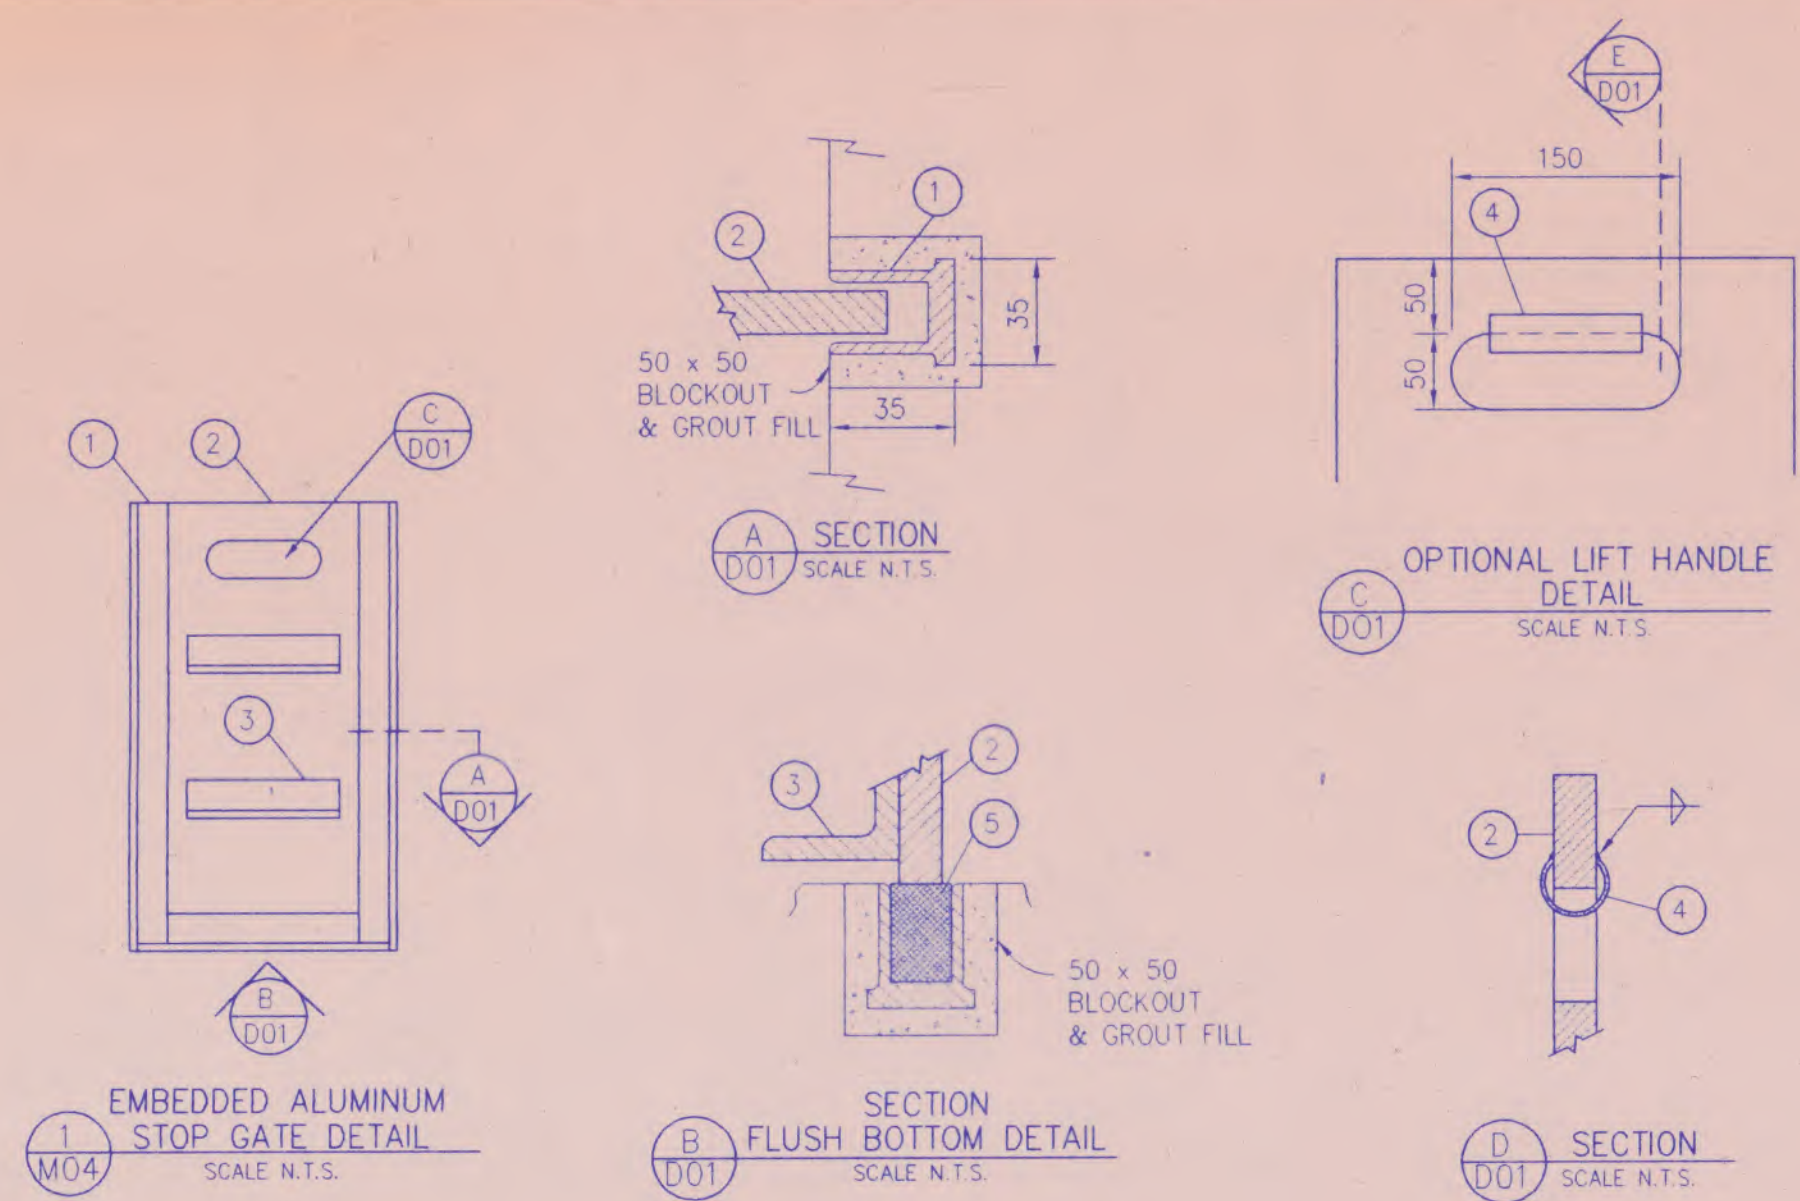 E
D01
150
4
50
50
OPTIONAL LIFT HANDLE
DETAIL
C
D01
SCALE N.T.S.
1
2
35
35
50 x 50
BLOCKOUT
& GROUT FILL
A
D01
SECTION
SCALE N.T.S.
1
2
C
D01
3
A
D01
B
D01
EMBEDDED ALUMINUM
STOP GATE DETAIL
1
M04
SCALE N.T.S.
2
3
5
50 x 50
BLOCKOUT
& GROUT FILL
SECTION
FLUSH BOTTOM DETAIL
B
D01
SCALE N.T.S.
2
4
D
D01
SECTION
SCALE N.T.S.